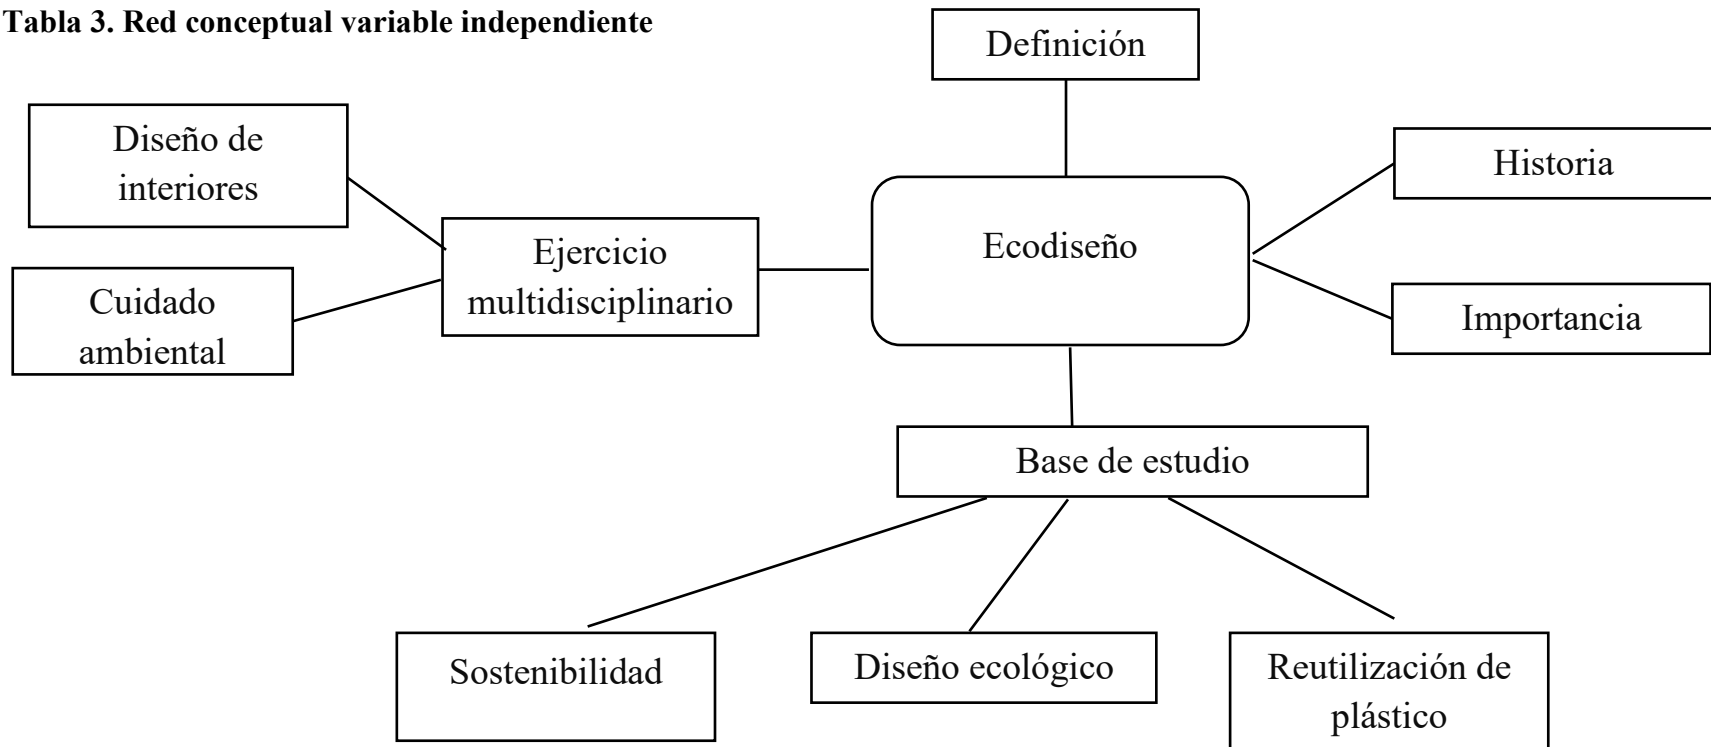 Tabla 3. Red conceptual variable independiente
Definición
Diseño de
interiores
Historia
Ejercicio
multidisciplinario
Ecodiseño
Cuidado
ambiental
Importancia
Base de estudio
Sostenibilidad
Diseño ecológico
Reutilización de
plástico